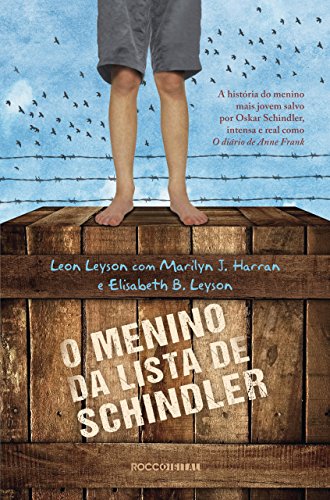 A história do menino
mais jovem salvo
por Oskar Schindler,
intensa e real como
O diário de Anne Frank
Leon Leyson com Marilyn J. Harran
e Elisabeth B. Leyson
O MENINO
DA LISTA DE
SCHINDLER
ROCCO DIGITAL